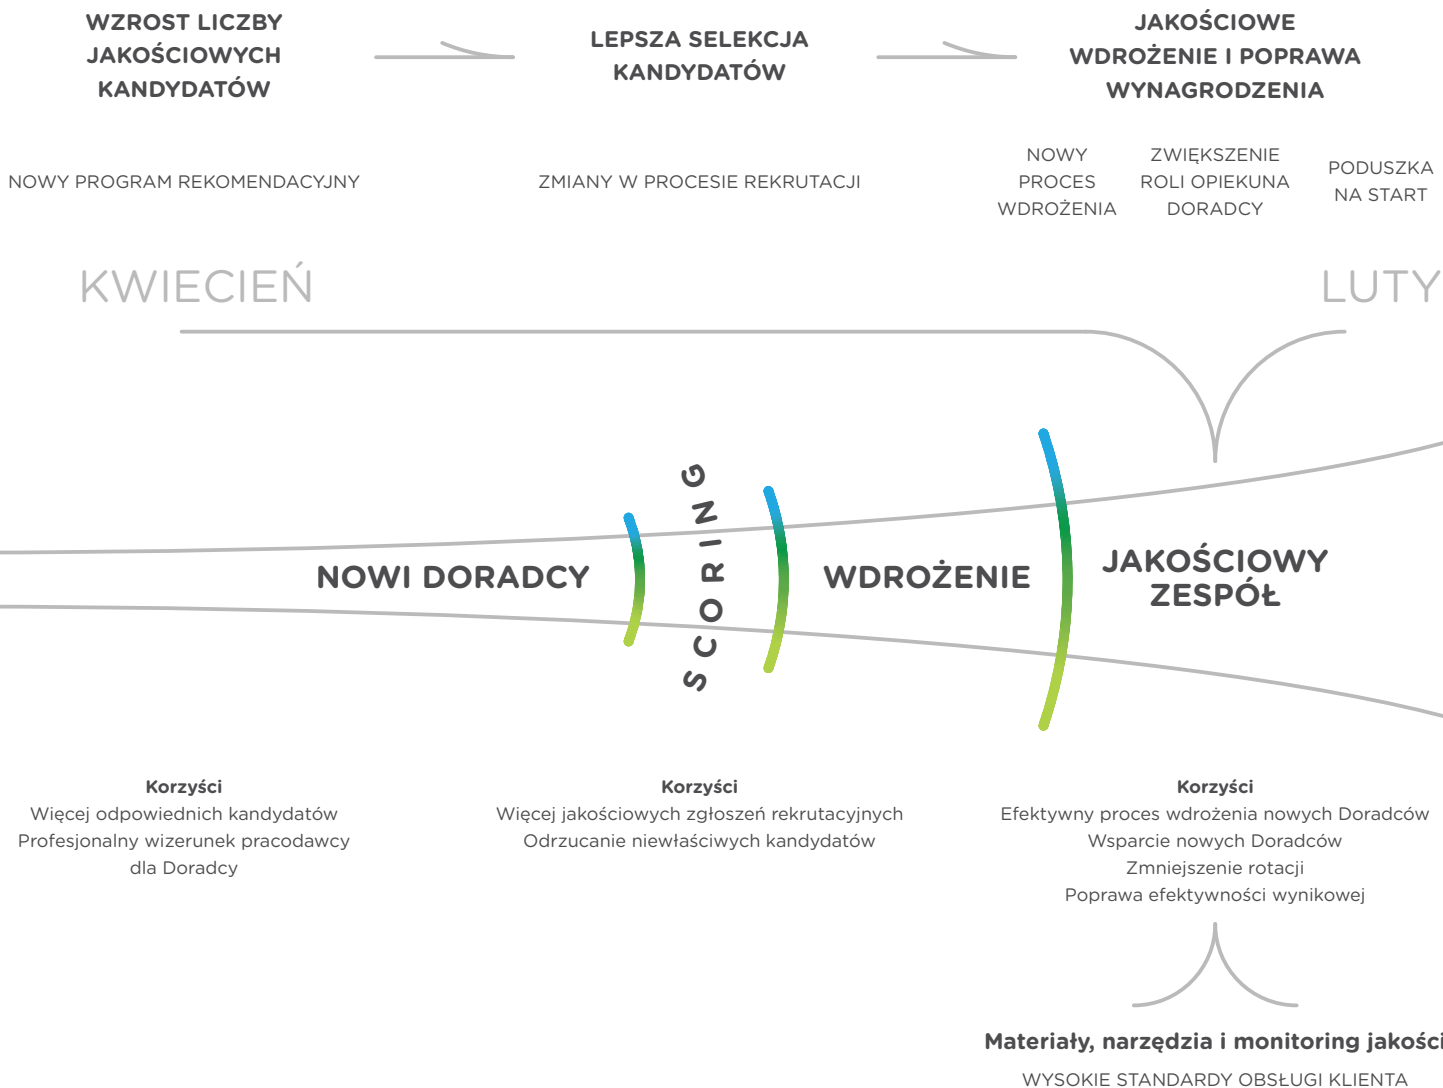 WZROST LICZBY
JAKOŚCIOWYCH
KANDYDATÓW
LEPSZA SELEKCJA
KANDYDATÓW
JAKOŚCIOWE
WDROŻENIE I POPRAWA
WYNAGRODZENIA
NOWY PROGRAM REKOMENDACYJNY
ZMIANY W PROCESIE REKRUTACJI
NOWY
PROCES
WDROŻENIA
ZWIĘKSZENIE
ROLI OPIEKUNA
DORADCY
PODUSZKA
NA START
KWIECIEŃ
LUTY
NOWI DORADCY
SCORING
WDROŻENIE
JAKOŚCIOWY
ZESPÓŁ
Korzyści
Więcej odpowiednich kandydatów
Profesjonalny wizerunek pracodawcy
dla Doradcy
Korzyści
Więcej jakościowych zgłoszeń rekrutacyjnych
Odrzucanie niewłaściwych kandydatów
Korzyści
Efektywny proces wdrożenia nowych Doradców
Wsparcie nowych Doradców
Zmniejszenie rotacji
Poprawa efektywności wynikowej
Materiały, narzędzia i monitoring jakości
WYSOKIE STANDARDY OBSŁUGI KLIENTA